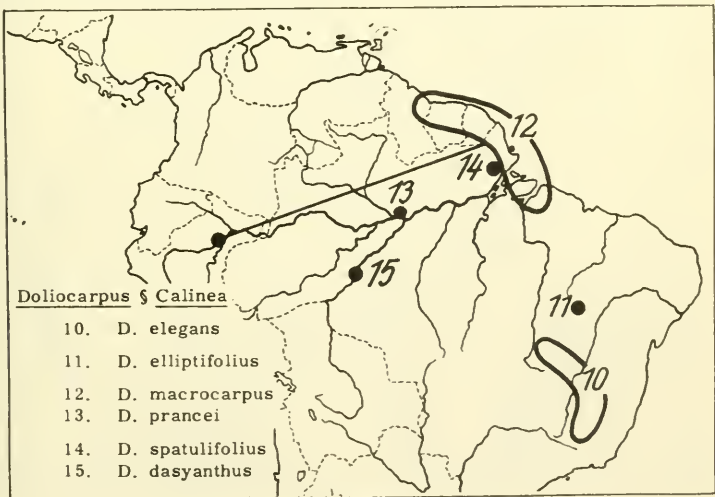 12
14
13
15
11
10
Doliocarpus § Calinea
10. D. elegans
11. D. elliptifolius
12. D. macrocarpus
13. D. prancei
14. D. spatulifolius
15. D. dasyanthus